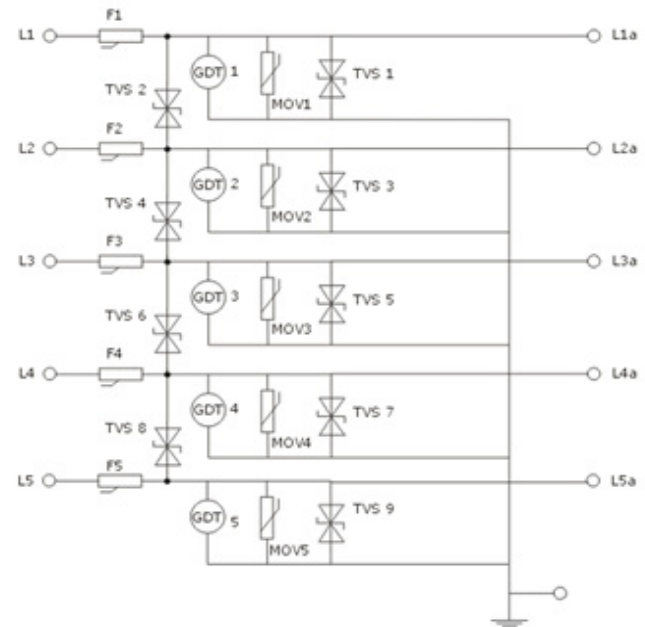 F1
L1
L1a
GDT 1
TVS 1
TVS 2
MOV1
F2
L2
L2a
GDT 2
TVS 3
TVS 4
MOV2
F3
L3
L3a
GDT 3
TVS 5
TVS 6
MOV3
F4
L4
L4a
GDT 4
TVS 7
TVS 8
MOV4
F5
L5
L5a
GDT 5
TVS 9
MOV5